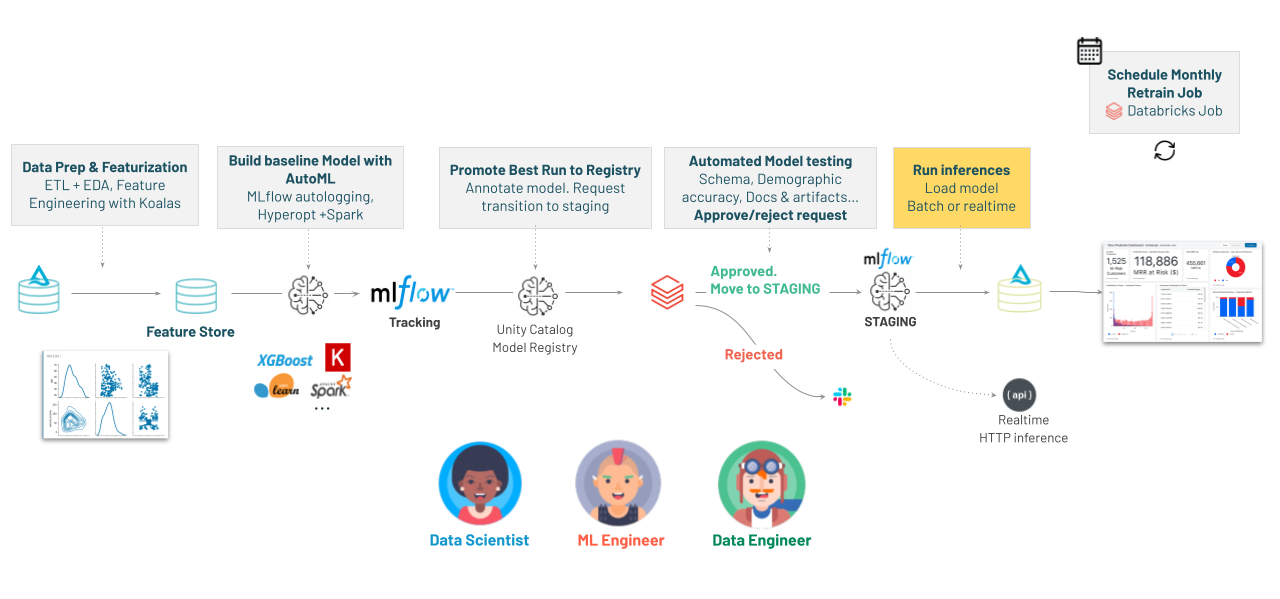 Schedule Monthly
Retrain Job
Databricks Job
Data Prep & Featurization
ETL + EDA, Feature
Engineering with Koalas
Build baseline Model with
AutoML
MLflow autologging,
Hyperopt +Spark
Promote Best Run to Registry
Annotate model. Request
transition to staging
Automated Model testing
Schema, Demographic
accuracy, Docs & artifacts...
Approve/reject request
Run inferences
Load model
Batch or realtime
Feature Store
mlflow
Tracking
Unity Catalog
Model Registry
Approved.
Move to STAGING
Rejected
mlflow
STAGING
1,525
118,886
MRR at Risk ($)
455,661
XGBoost
K
learn
Spark
...
{api}
Realtime
HTTP inference
Data Scientist
ML Engineer
Data Engineer